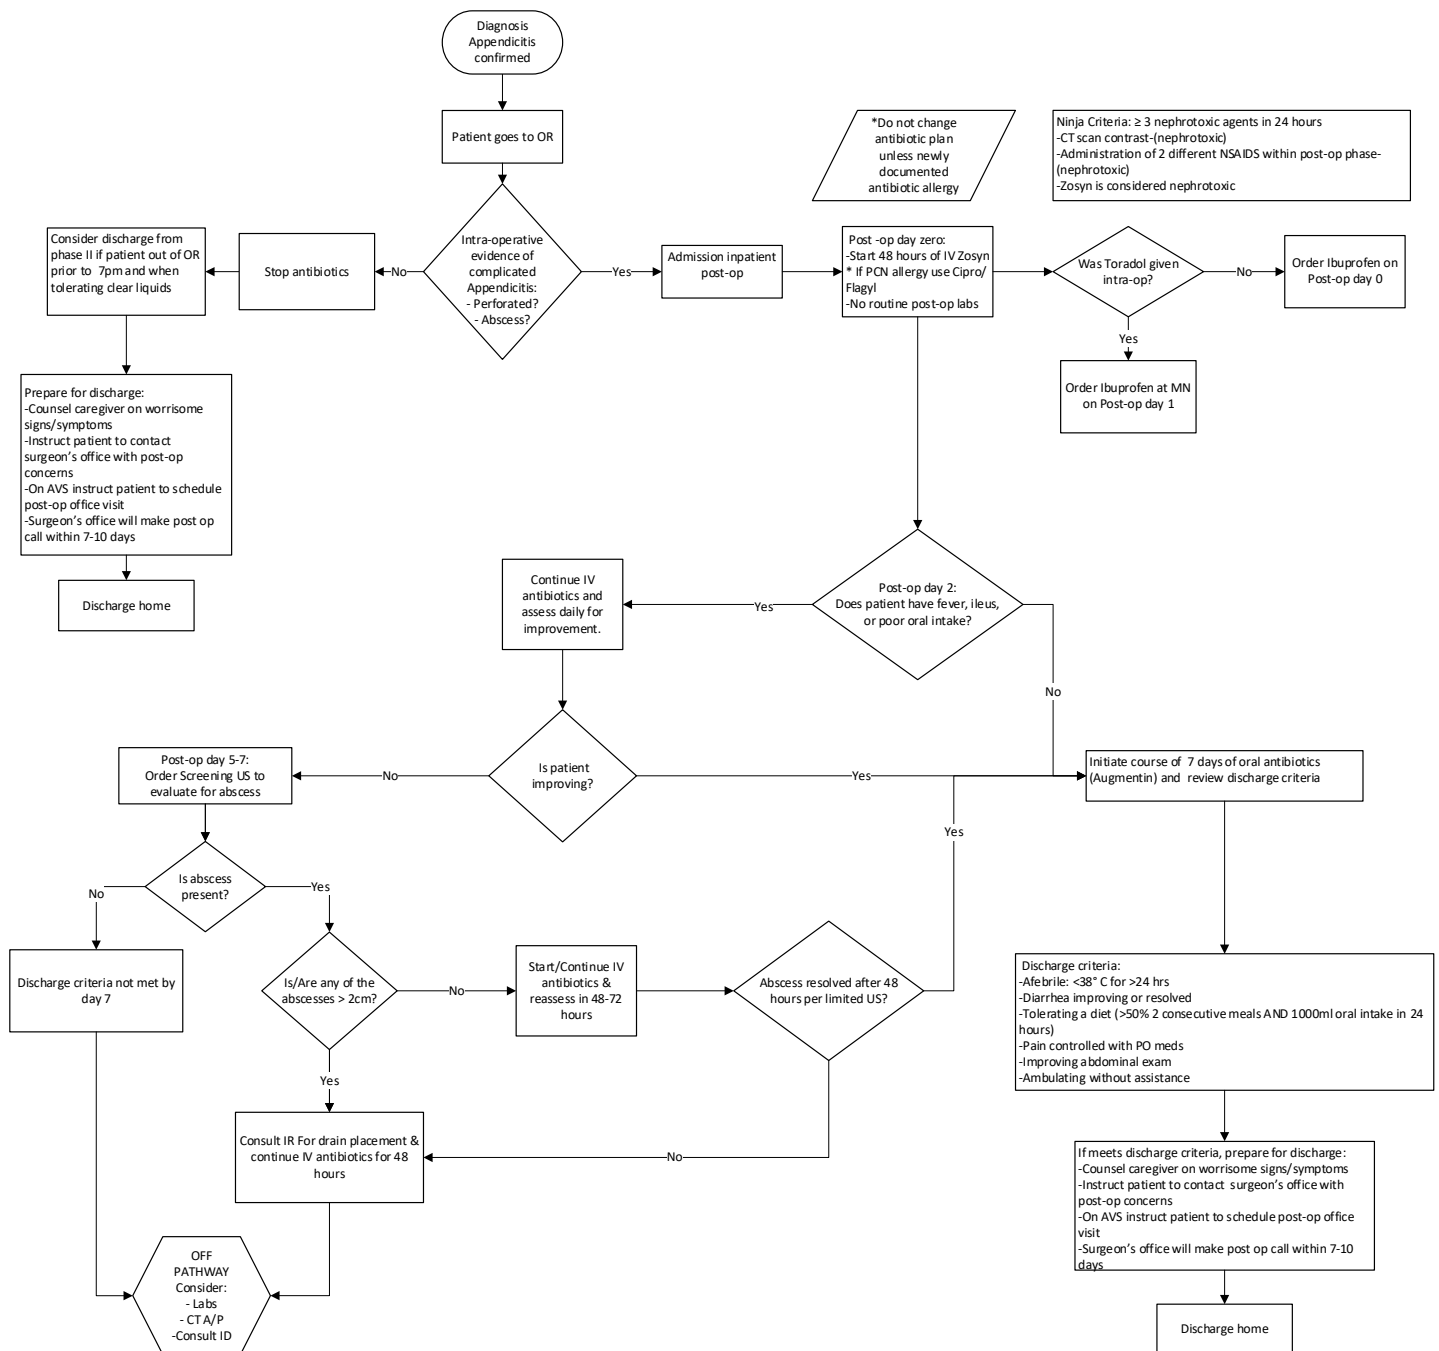 Diagnosis
Appendicitis
confirmed
Patient goes to OR
*Do not change
antibiotic plan
unless newly
documented
antibiotic allergy
Ninja Criteria: ≥ 3 nephrotoxic agents in 24 hours
-CT scan contrast-(nephrotoxic)
-Administration of 2 different NSAIDS within post-op phase-
(nephrotoxic)
-Zosyn is considered nephrotoxic
Consider discharge from
phase II if patient out of OR
prior to 7pm and when
tolerating clear liquids
Stop antibiotics
No
Intra-operative
evidence of
complicated
Appendicitis:
- Perforated?
- Abscess?
Yes
Admission inpatient
post-op
Post -op day zero:
-Start 48 hours of IV Zosyn
* If PCN allergy use Cipro/
Flagyl
-No routine post-op labs
Was Toradol given
intra-op?
No
Order Ibuprofen on
Post-op day 0
Yes
Order Ibuprofen at MN
on Post-op day 1
Prepare for discharge:
-Counsel caregiver on worrisome
signs/symptoms
-Instruct patient to contact
surgeon's office with post-op
concerns
-On AVS instruct patient to schedule
post-op office visit
-Surgeon's office will make post op
call within 7-10 days
Discharge home
Continue IV
antibiotics and
assess daily for
improvement.
Yes
Post-op day 2:
Does patient have fever, ileus,
or poor oral intake?
No
Post-op day 5-7:
Order Screening US to
evaluate for abscess
No
Is patient
improving?
Yes
Initiate course of 7 days of oral antibiotics
(Augmentin) and review discharge criteria
Yes
Is abscess
present?
No
Yes
Discharge criteria not met by
day 7
Is/Are any of the
abscesses > 2cm?
No
Start/Continue IV
antibiotics &
reassess in 48-72
hours
Abscess resolved after 48
hours per limited US?
Discharge criteria:
-Afebrile: <38° C for >24 hrs
-Diarrhea improving or resolved
-Tolerating a diet (>50% 2 consecutive meals AND 1000ml oral intake in 24
hours)
-Pain controlled with PO meds
-Improving abdominal exam
-Ambulating without assistance
Yes
Consult IR For drain placement &
continue IV antibiotics for 48
hours
No
If meets discharge criteria, prepare for discharge:
-Counsel caregiver on worrisome signs/symptoms
-Instruct patient to contact surgeon's office with
post-op concerns
-On AVS instruct patient to schedule post-op office
visit
-Surgeon's office will make post op call within 7-10
days
OFF
PATHWAY
Consider:
- Labs
- CT A/P
-Consult ID
Discharge home